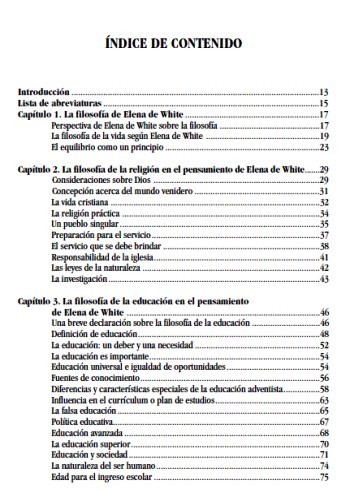 ÍNDICE DE CONTENIDO
Introducción ........ 13
Lista de abreviaturas ........ 15
Capítulo 1. La filosofía de Elena de White ........ 17
Perspectiva de Elena de White sobre la filosofía ........ 17
La filosofía de la vida según Elena de White ........ 19
El equilibrio como un principio ........ 23
Capítulo 2. La filosofía de la religión en el pensamiento de Elena de White ........ 29
Consideraciones sobre Dios ........ 29
Concepción acerca del mundo venidero ........ 31
La vida cristiana ........ 32
La religión práctica ........ 34
Un pueblo singular ........ 35
Preparación para el servicio ........ 37
El servicio que se debe brindar ........ 38
Responsabilidad de la iglesia ........ 41
Las leyes de la naturaleza ........ 42
La investigación ........ 43
Capítulo 3. La filosofía de la educación en el pensamiento
de Elena de White ........ 46
Una breve declaración sobre la filosofía de la educación ........ 46
Definición de educación ........ 48
La educación: un deber y una necesidad ........ 52
La educación es importante ........ 54
Educación universal e igualdad de oportunidades ........ 54
Fuentes de conocimiento ........ 56
Diferencias y características especiales de la educación adventista ........ 58
Influencia en el currículum o plan de estudios ........ 63
La falsa educación ........ 65
Política educativa ........ 67
Educación avanzada ........ 68
La educación superior ........ 70
Educación y sociedad ........ 71
La naturaleza del ser humano ........ 74
Edad para el ingreso escolar ........ 75